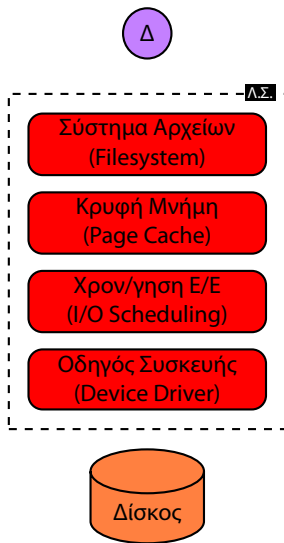 Δ
Λ.Σ.
Σύστημα Αρχείων
(Filesystem)
Κρυφή Μνήμη
(Page Cache)
Χρον/γηση Ε/Ε
(I/O Scheduling)
Οδηγός Συσκευής
(Device Driver)
Δίσκος